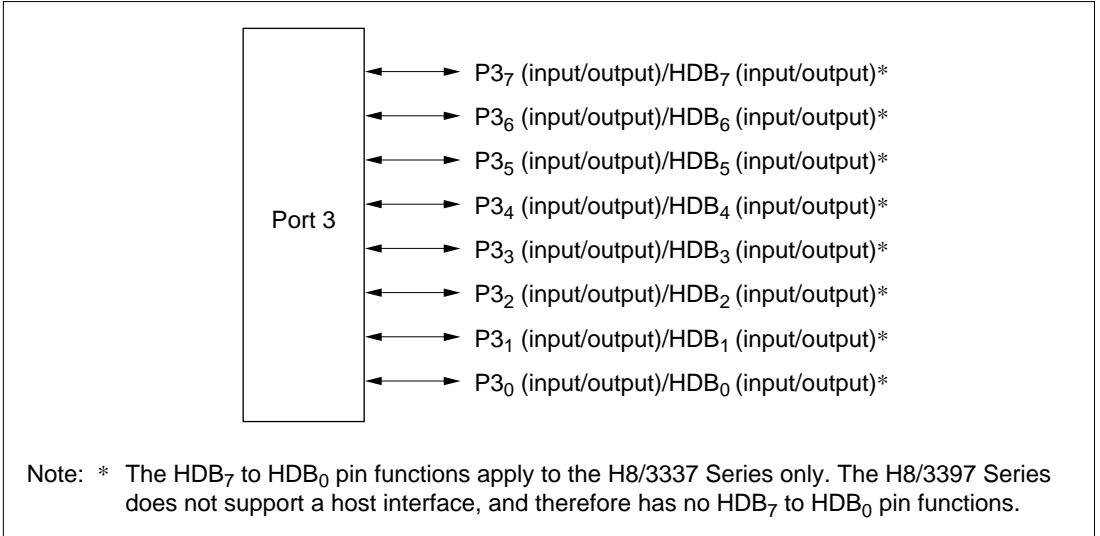 P3₇ (input/output)/HDB₇ (input/output)*
P3₆ (input/output)/HDB₆ (input/output)*
P3₅ (input/output)/HDB₅ (input/output)*
P3₄ (input/output)/HDB₄ (input/output)*
Port 3
P3₃ (input/output)/HDB₃ (input/output)*
P3₂ (input/output)/HDB₂ (input/output)*
P3₁ (input/output)/HDB₁ (input/output)*
P3₀ (input/output)/HDB₀ (input/output)*
Note: * The HDB₇ to HDB₀ pin functions apply to the H8/3337 Series only. The H8/3397 Series
does not support a host interface, and therefore has no HDB₇ to HDB₀ pin functions.